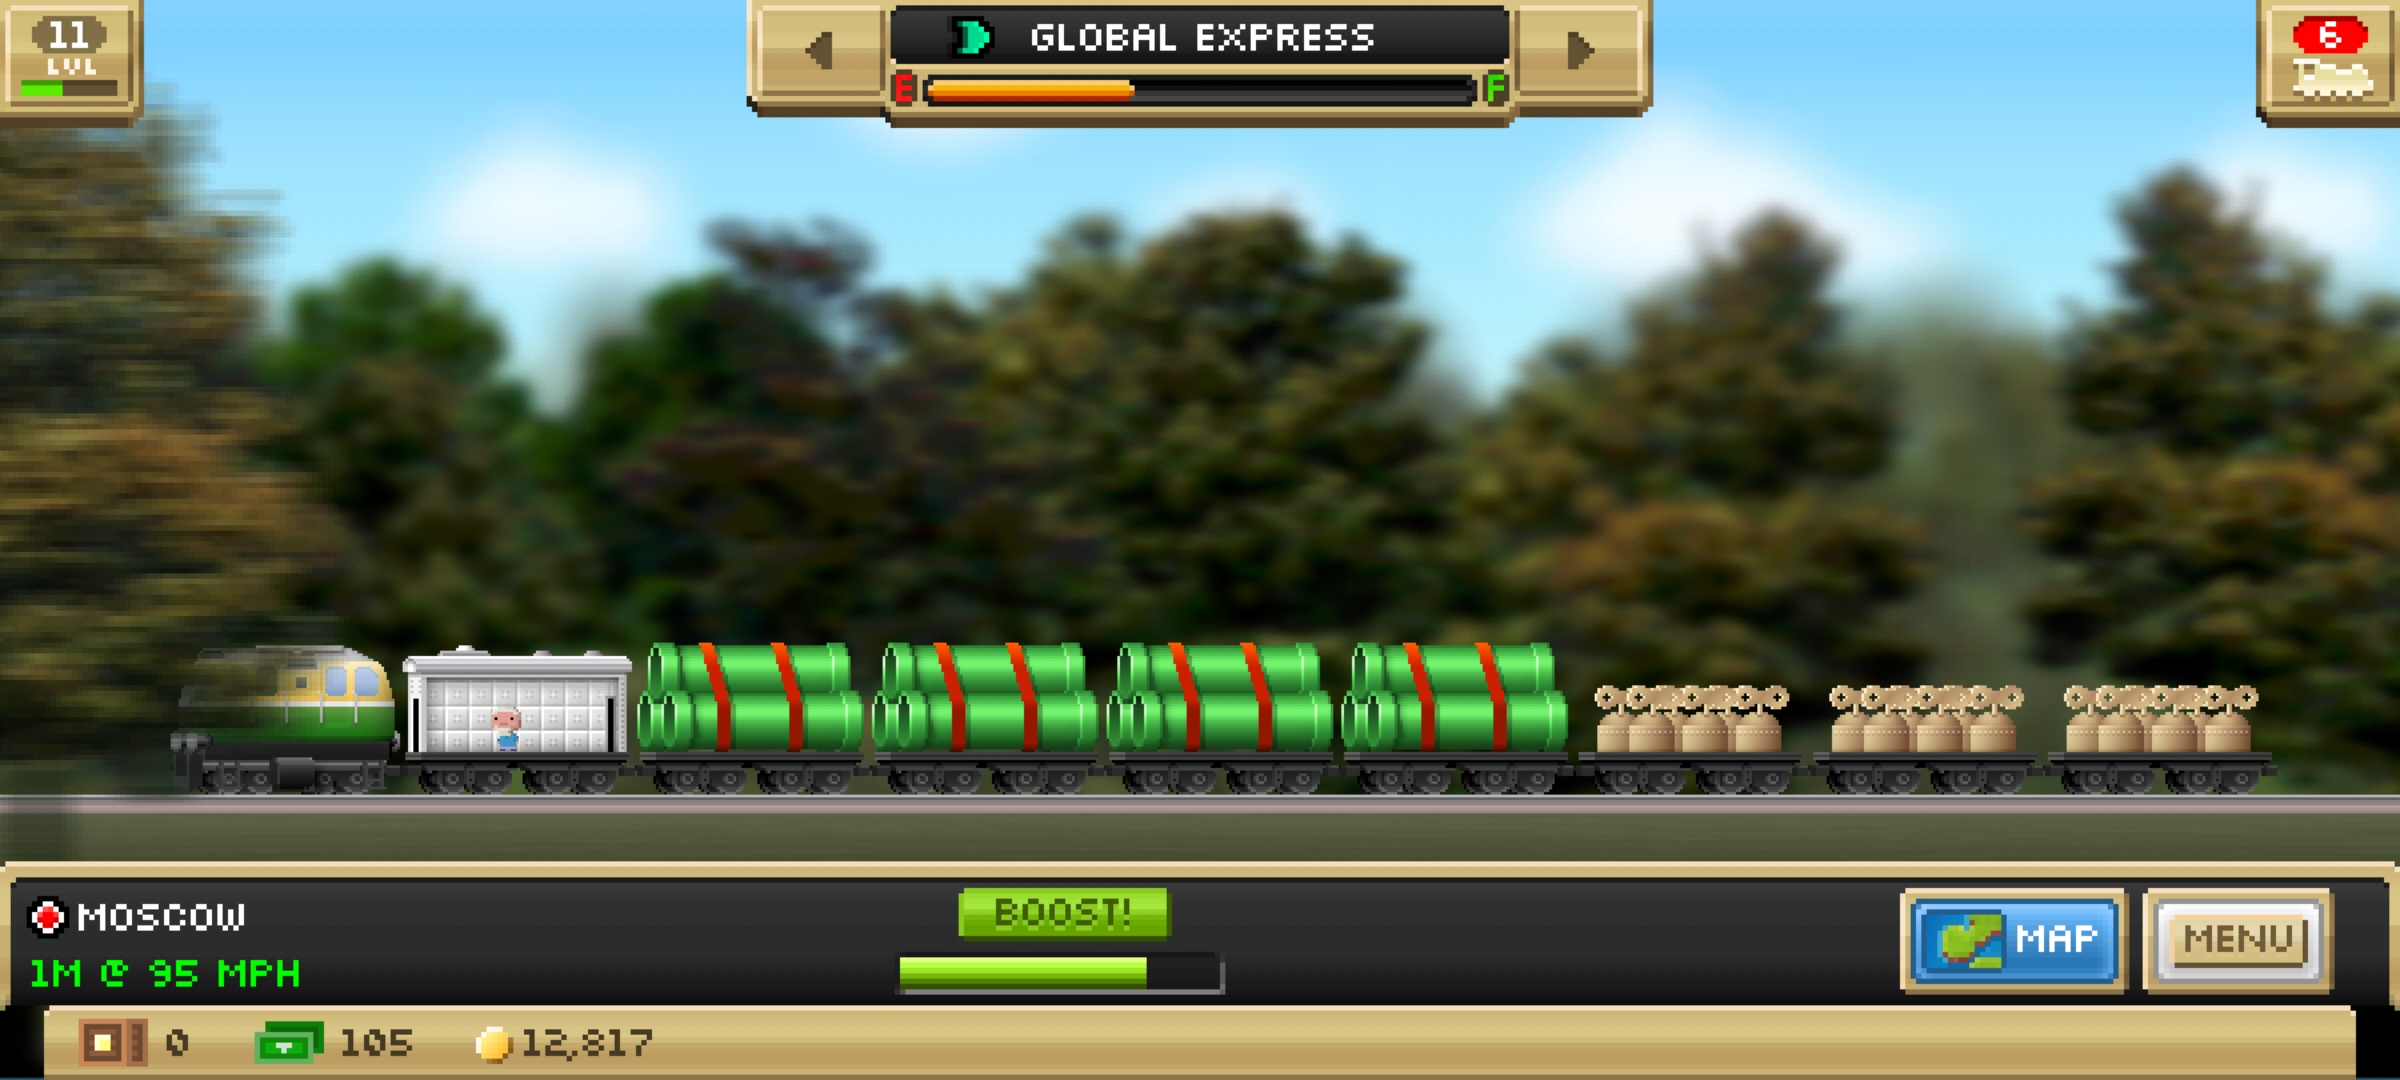 11
LVL
GLOBAL EXPRESS
E F
6
MOSCOW
1M @ 95 MPH
BOOST!
MAP
MENU
0
105
12,817